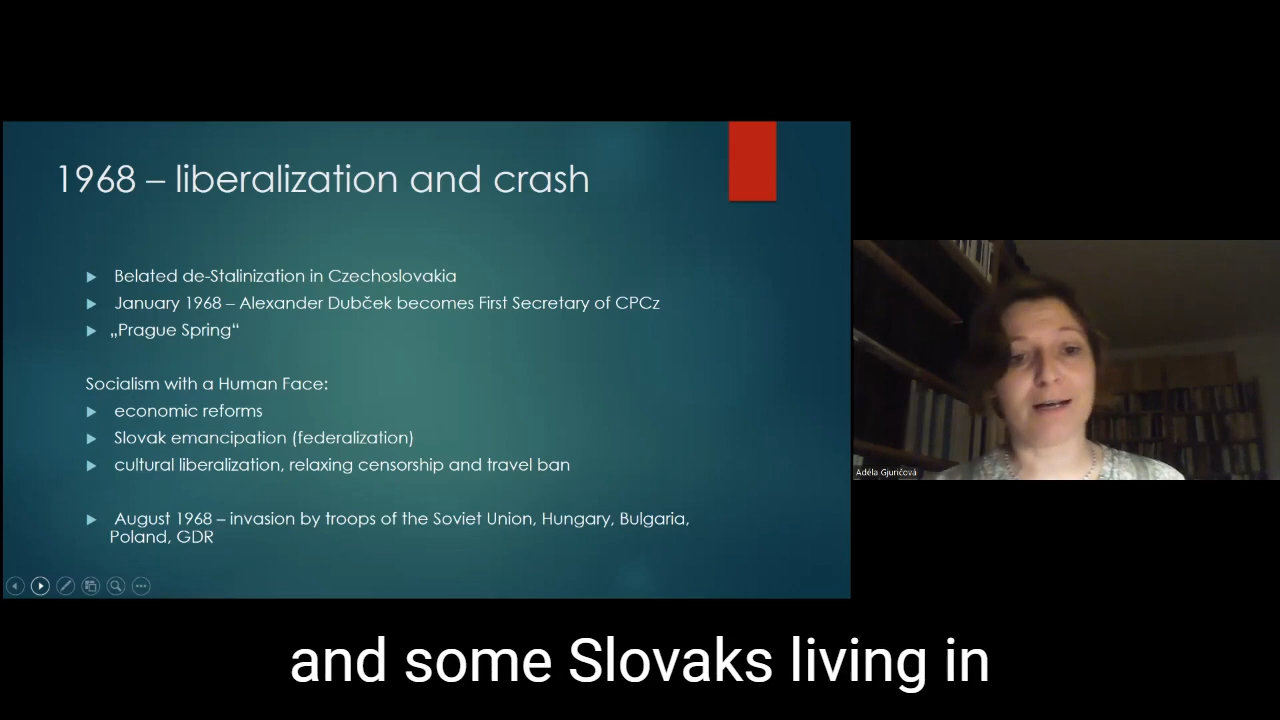 1968 – liberalization and crash
Belated de-Stalinization in Czechoslovakia
January 1968 – Alexander Dubček becomes First Secretary of CPCz
„Prague Spring“
Socialism with a Human Face:
economic reforms
Slovak emancipation (federalization)
cultural liberalization, relaxing censorship and travel ban
August 1968 – invasion by troops of the Soviet Union, Hungary, Bulgaria,
Poland, GDR
Adéla Gjuričová
and some Slovaks living in